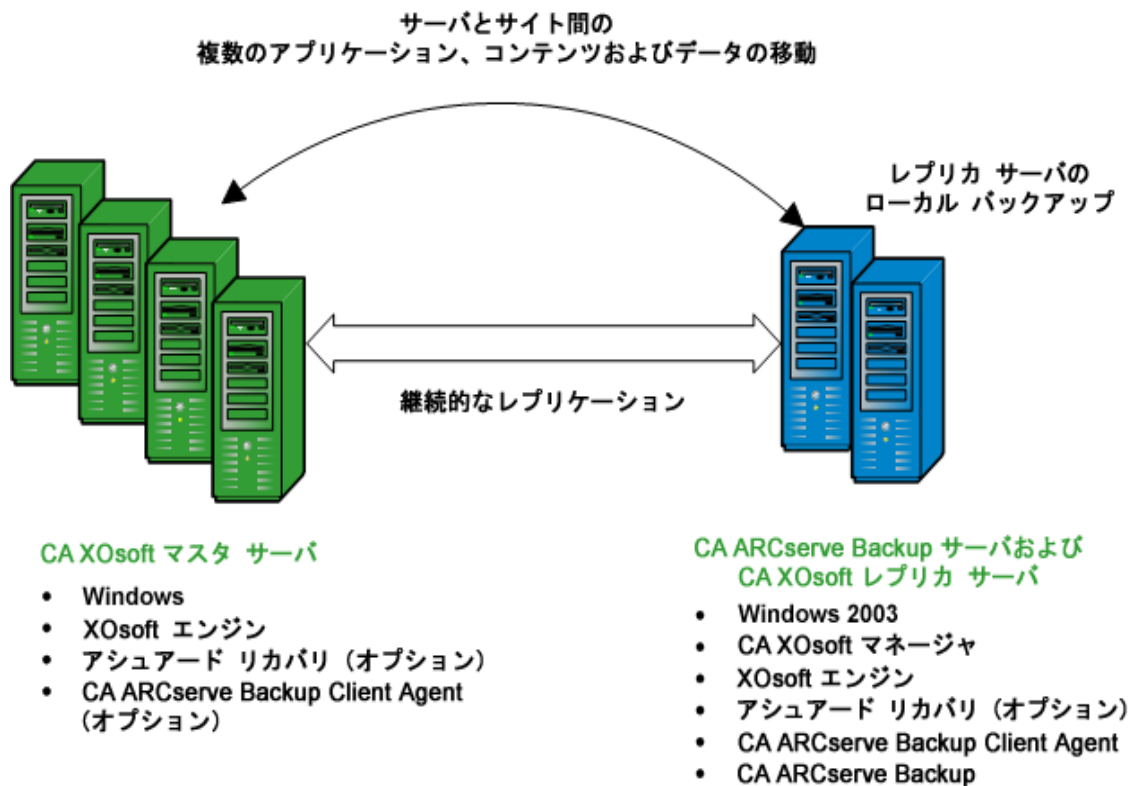 サーバとサイト間の
複数のアプリケーション、コンテンツおよびデータの移動
レプリカ サーバの
ローカル バックアップ
継続的なレプリケーション
CA XOsoft マスタ サーバ
• Windows
• XOsoft エンジン
• アシュアード リカバリ（オプション）
• CA ARCserve Backup Client Agent
（オプション）
CA ARCserve Backup サーバおよび
CA XOsoft レプリカ サーバ
• Windows 2003
• CA XOsoft マネージャ
• XOsoft エンジン
• アシュアード リカバリ（オプション）
• CA ARCserve Backup Client Agent
• CA ARCserve Backup